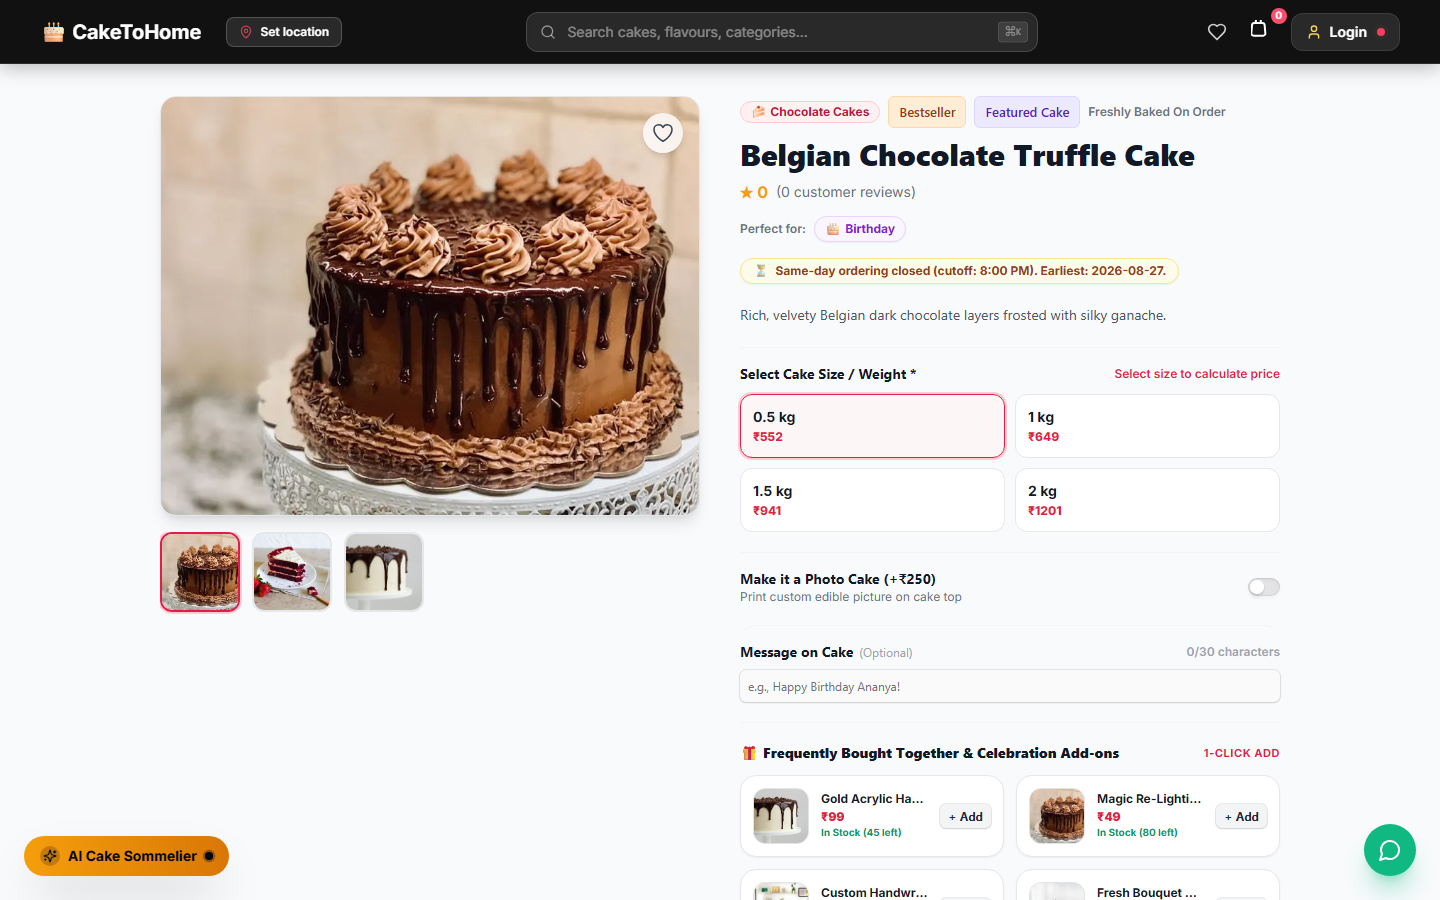 CakeToHome
Set location
Search cakes, flavours, categories...
⌘K
0
Login
Chocolate Cakes
Bestseller
Featured Cake
Freshly Baked On Order
Belgian Chocolate Truffle Cake
★ 0 (0 customer reviews)
Perfect for:
Birthday
Same-day ordering closed (cutoff: 8:00 PM). Earliest: 2026-08-27.
Rich, velvety Belgian dark chocolate layers frosted with silky ganache.
Select Cake Size / Weight *
Select size to calculate price
0.5 kg
₹552
1 kg
₹649
1.5 kg
₹941
2 kg
₹1201
Make it a Photo Cake (+₹250)
Print custom edible picture on cake top
Message on Cake (Optional)
0/30 characters
e.g., Happy Birthday Ananya!
Frequently Bought Together & Celebration Add-ons
1-CLICK ADD
Gold Acrylic Ha...
₹99
In Stock (45 left)
+ Add
Magic Re-Lighti...
₹49
In Stock (80 left)
+ Add
Custom Handwr...
Fresh Bouquet ...
AI Cake Sommelier